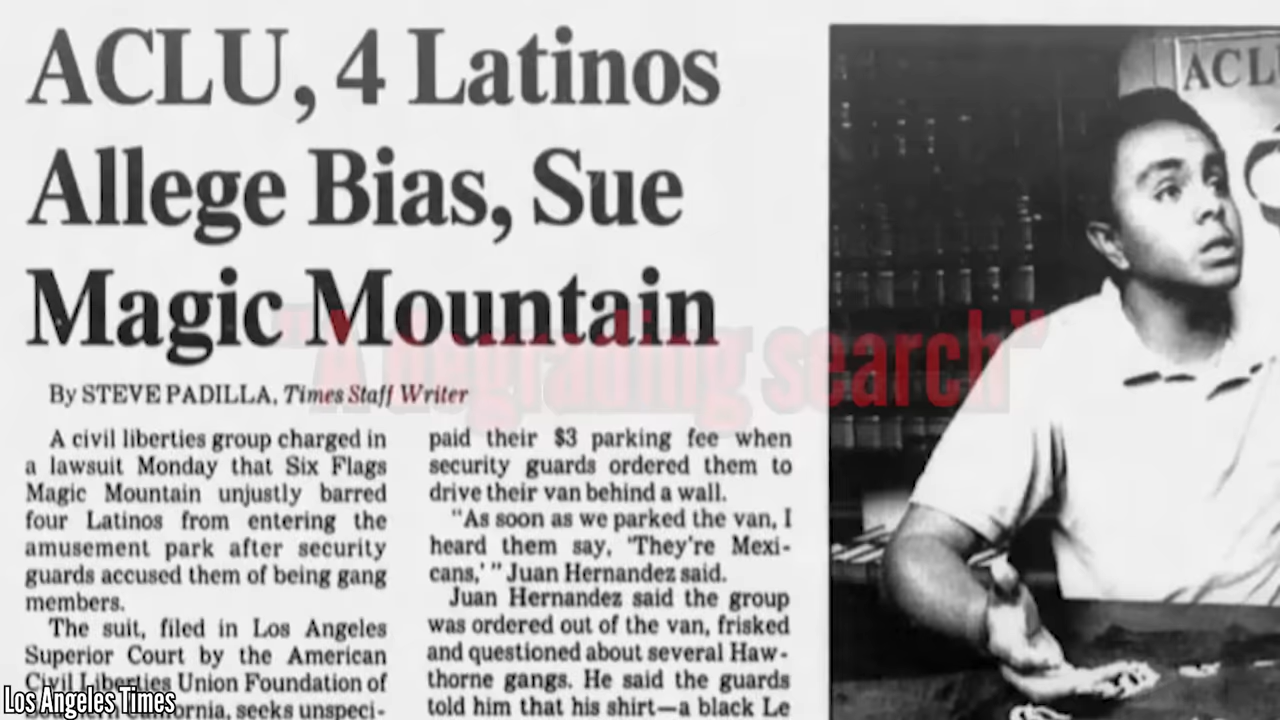 ACLU, 4 Latinos
Allege Bias, Sue
Magic Mountain
"A degrading search"
By STEVE PADILLA, Times Staff Writer
A civil liberties group charged in
a lawsuit Monday that Six Flags
Magic Mountain unjustly barred
four Latinos from entering the
amusement park after security
guards accused them of being gang
members.
The suit, filed in Los Angeles
Superior Court by the American
Civil Liberties Union Foundation of
Southern California, seeks unspeci-
paid their $3 parking fee when
security guards ordered them to
drive their van behind a wall.
"As soon as we parked the van, I
heard them say, 'They're Mexi-
cans,' " Juan Hernandez said.
Juan Hernandez said the group
was ordered out of the van, frisked
and questioned about several Haw-
thorne gangs. He said the guards
told him that his shirt—a black Le
ACLU
Los Angeles Times